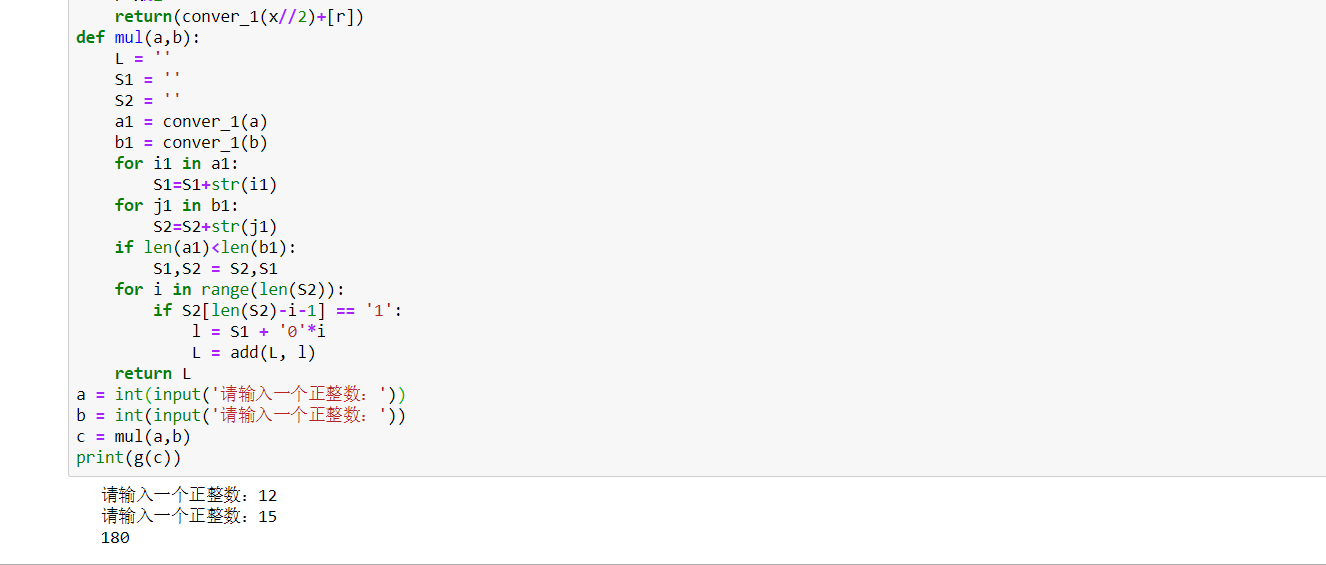 return(conver_1(x//2)+[r])
def mul(a,b):
    L = ''
    S1 = ''
    S2 = ''
    a1 = conver_1(a)
    b1 = conver_1(b)
    for i1 in a1:
        S1=S1+str(i1)
    for j1 in b1:
        S2=S2+str(j1)
    if len(a1)<len(b1):
        S1,S2 = S2,S1
    for i in range(len(S2)):
        if S2[len(S2)-i-1] == '1':
            l = S1 + '0'*i
            L = add(L, l)
    return L
a = int(input('请输入一个正整数：'))
b = int(input('请输入一个正整数：'))
c = mul(a,b)
print(g(c))
请输入一个正整数：12
请输入一个正整数：15
180